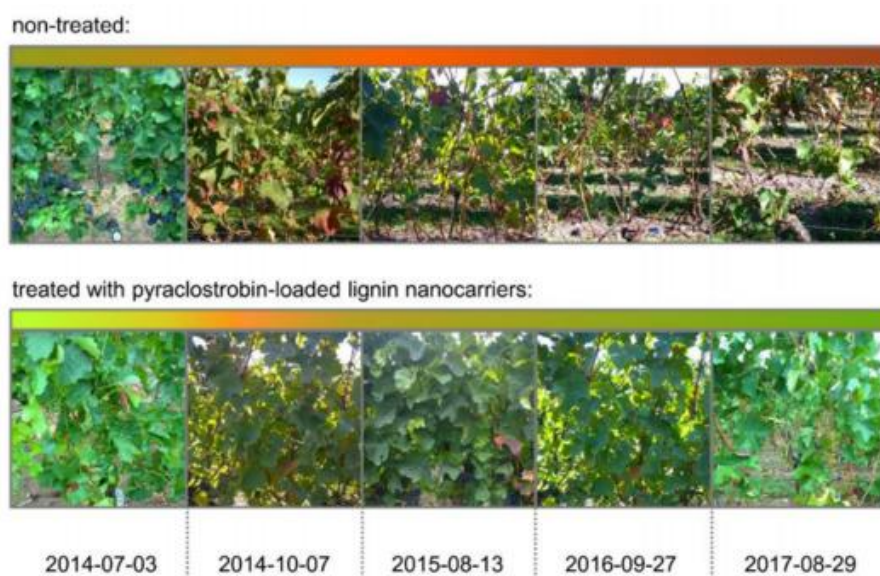 non-treated:
treated with pyraclostrobin-loaded lignin nanocarriers:
2014-07-03 2014-10-07 2015-08-13 2016-09-27 2017-08-29